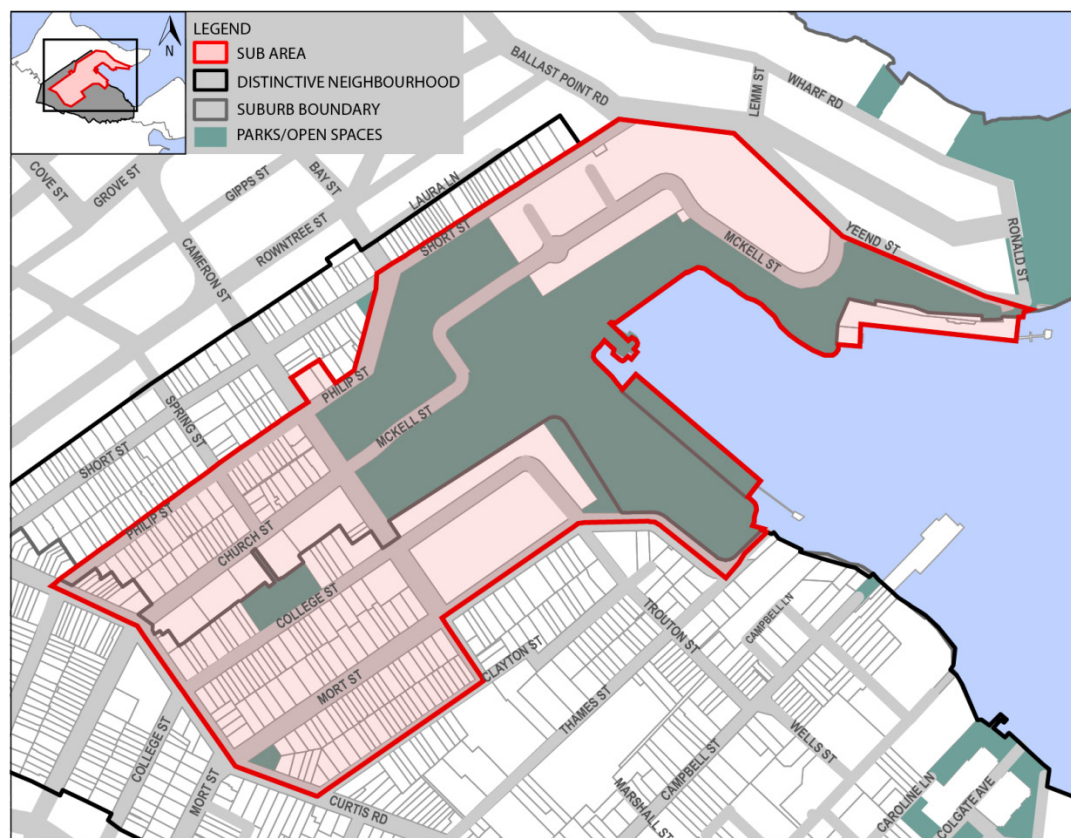 N
LEGEND
SUB AREA
DISTINCTIVE NEIGHBOURHOOD
SUBURB BOUNDARY
PARKS/OPEN SPACES
BALLAST POINT RD
LEMM ST
WHARF RD
COVE ST
GROVE ST
GIPPS ST
BAY ST
LAURA LN
ROWNTREE ST
SHORT ST
CAMERON ST
MCKELL ST
YEEND ST
RONALD ST
PHILIP ST
SPRING ST
MCKELL ST
SHORT ST
PHILIP ST
CHURCH ST
COLLEGE ST
TROUTON ST
CAMPBELL LN
CLAYTON ST
MORT ST
THAMES ST
WELLS ST
COLLEGE ST
MORT ST
CURTIS RD
CAMPBELL ST
MARSHALL ST
CAROLINE LN
COLGATE AVE